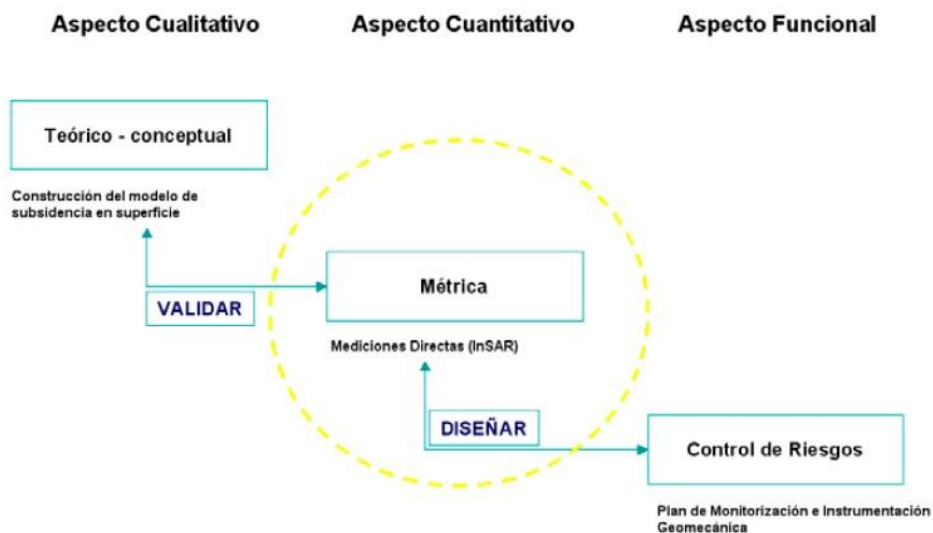 Aspecto Cualitativo
Aspecto Cuantitativo
Aspecto Funcional
Teórico - conceptual
Construcción del modelo de
subsidencia en superficie
VALIDAR
Métrica
Mediciones Directas (InSAR)
DISEÑAR
Control de Riesgos
Plan de Monitorización e Instrumentación
Geomecánica